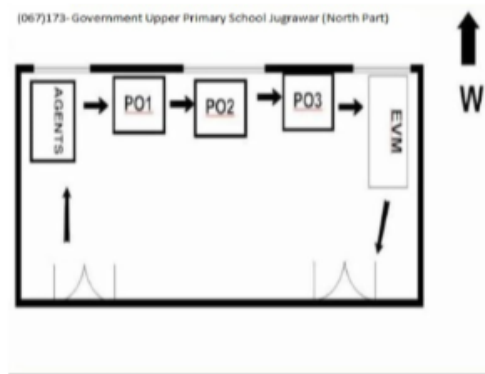 (067)173- Government Upper Primary School Jugrawar (North Part)
W
AGENTS
PO1
PO2
PO3
EVM